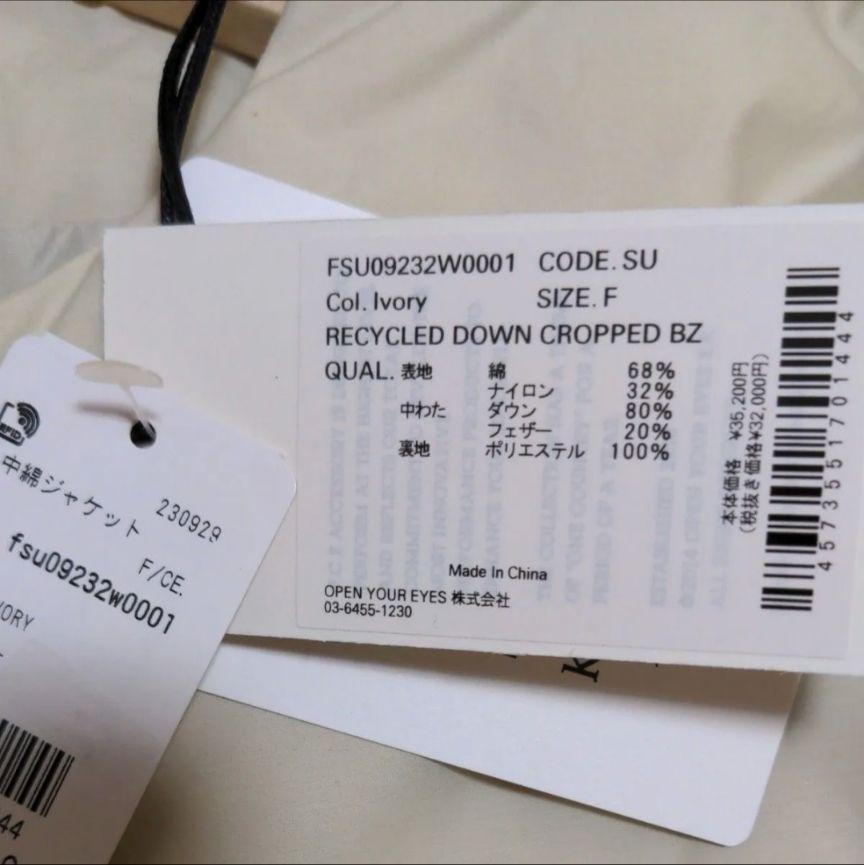 FSU09232W0001 CODE. SU
Col. Ivory SIZE. F
RECYCLED DOWN CROPPED BZ
QUAL. 表地 綿 68%
ナイロン 32%
中わた ダウン 80%
フェザー 20%
裏地 ポリエステル 100%
Made In China
OPEN YOUR EYES 株式会社
03-6455-1230
本体価格 ¥35,200円
(税抜き価格¥32,000円)
4573551701444
RFID
中綿ジャケット 230929
F/CE.
fsu09232w0001
VORY
44
K